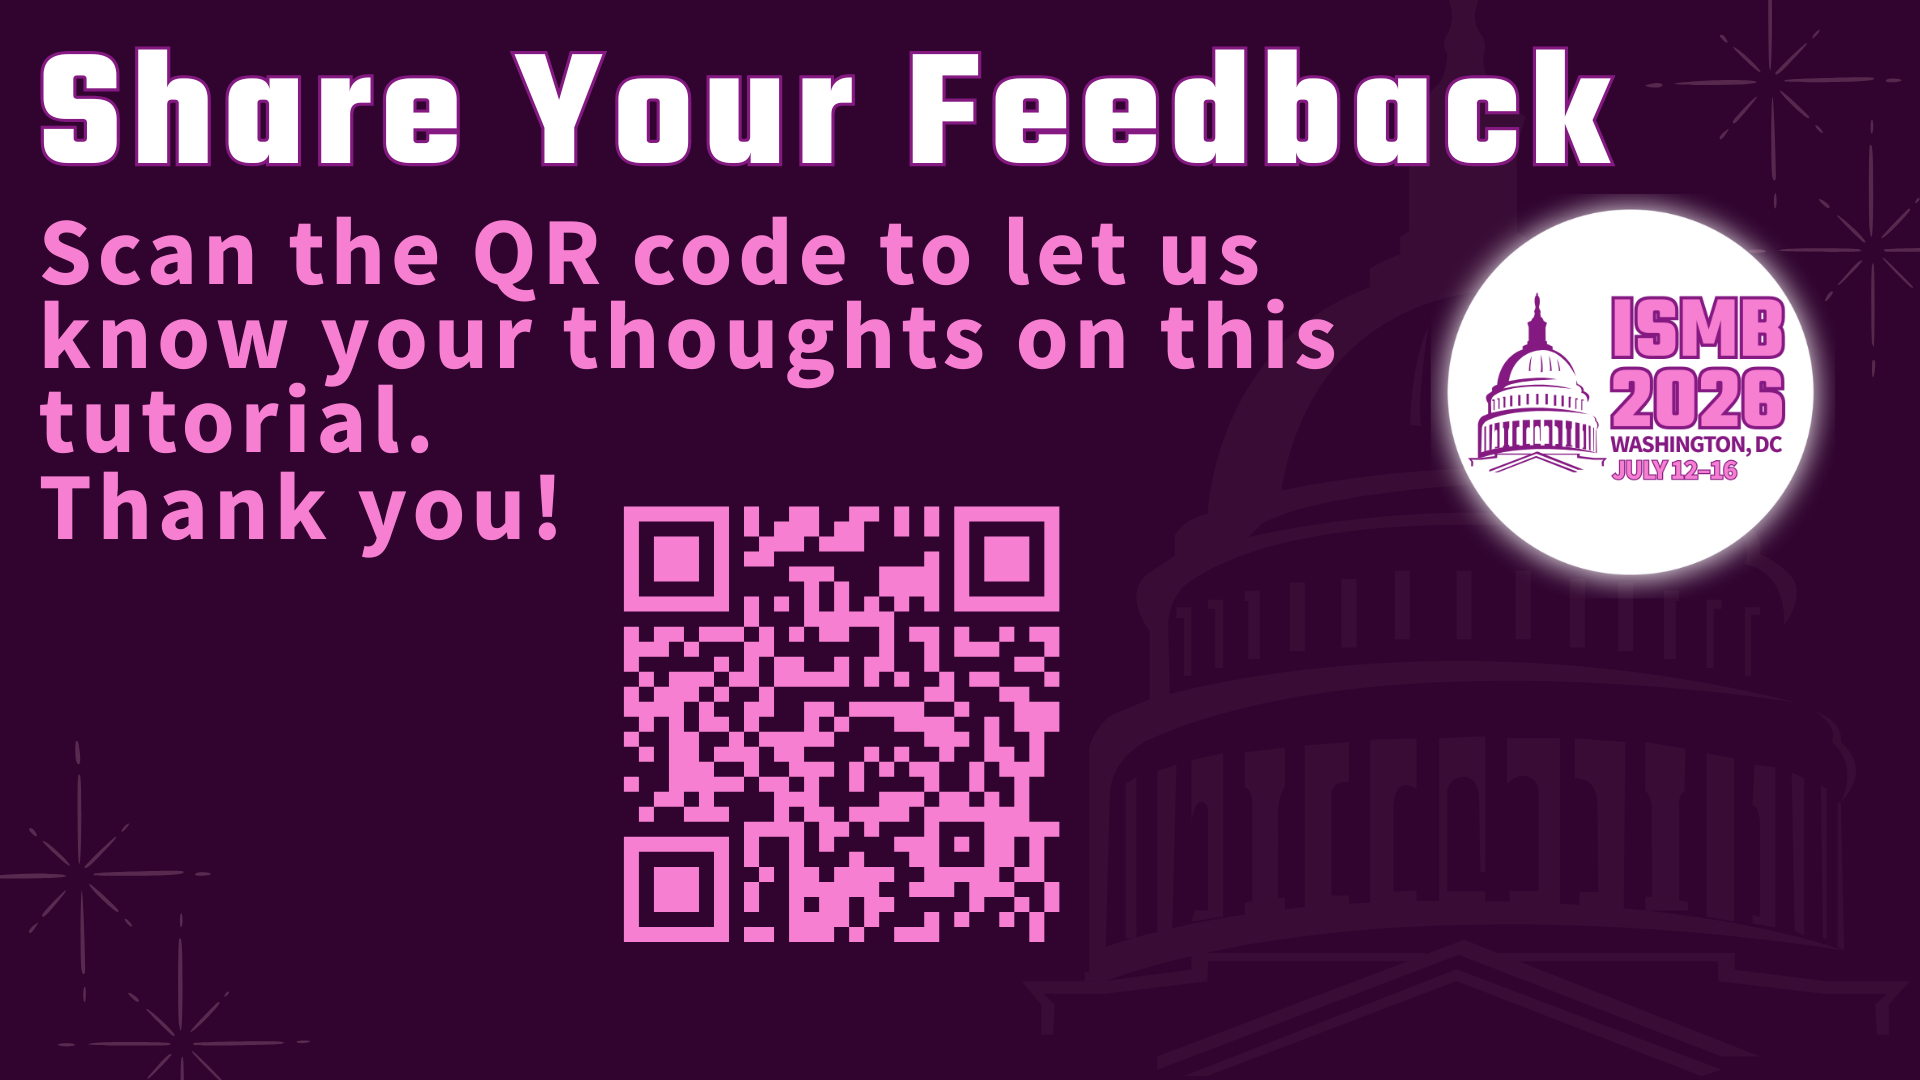 Share Your Feedback
Scan the QR code to let us
know your thoughts on this
tutorial.
Thank you!
ISMB
2026
WASHINGTON, DC
JULY 12–16